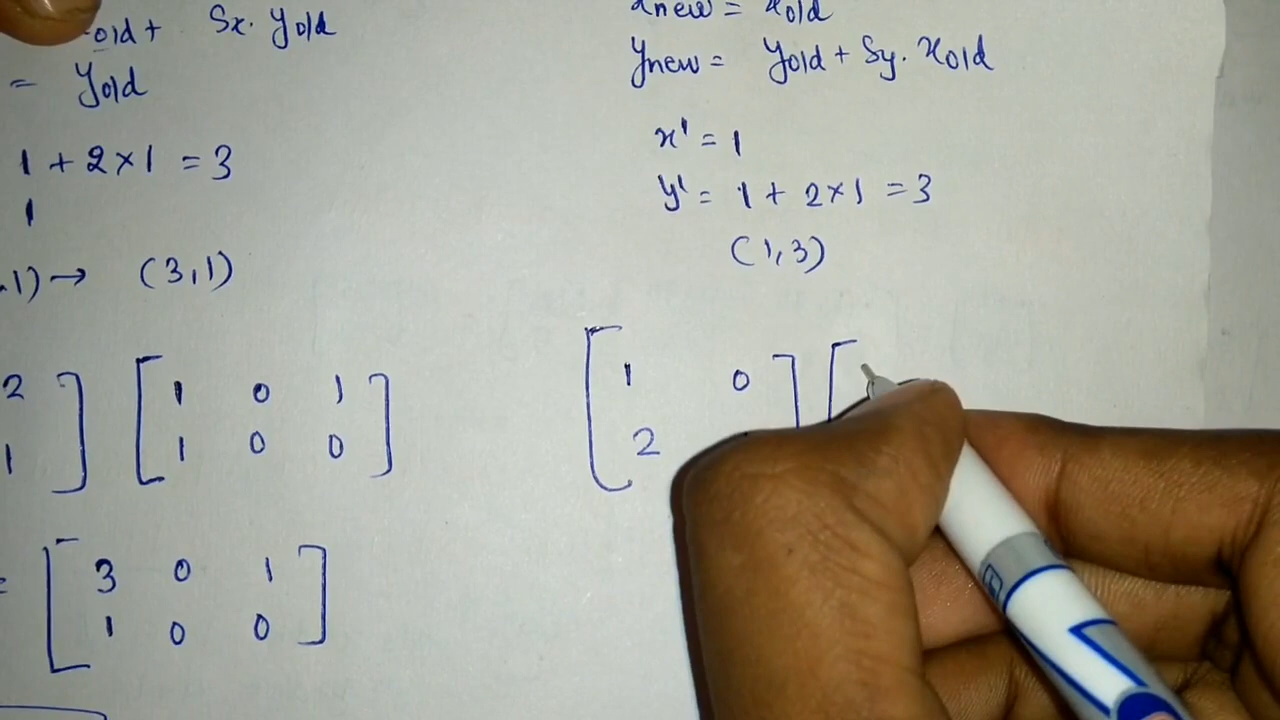 old + Sx. Yold
= Yold
1 + 2×1 = 3
1
,1) → (3,1)
2 ] [ 1 0 1 ]
1 ] [ 1 0 0 ]
= [ 3 0 1 ]
[ 1 0 0 ]
xnew = xold
Ynew = Yold + Sy. xold
x' = 1
y' = 1 + 2×1 = 3
(1,3)
[ 1 0 ] [
2